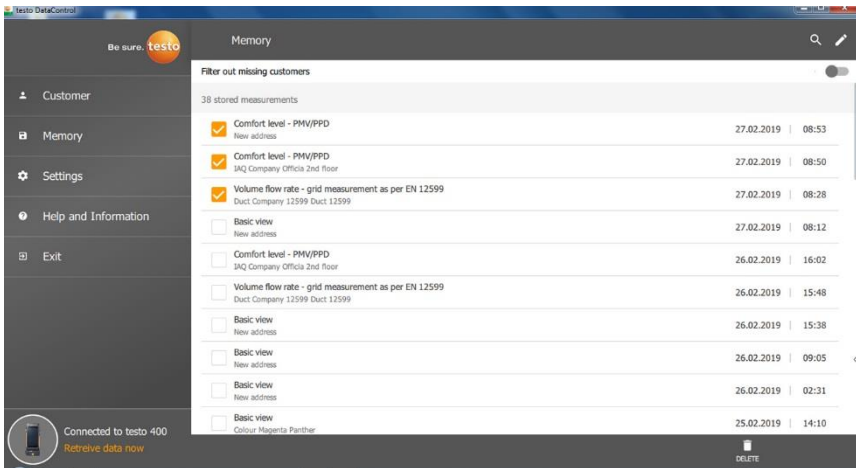 testo DataControl
Be sure. testo
Memory
Filter out missing customers
Customer
Memory
Settings
Help and Information
Exit
38 stored measurements
Comfort level - PMV/PPD
New address
27.02.2019 | 08:53
Comfort level - PMV/PPD
IAQ Company Officia 2nd floor
27.02.2019 | 08:50
Volume flow rate - grid measurement as per EN 12599
Duct Company 12599 Duct 12599
27.02.2019 | 08:28
Basic view
New address
27.02.2019 | 08:12
Comfort level - PMV/PPD
IAQ Company Officia 2nd floor
26.02.2019 | 16:02
Volume flow rate - grid measurement as per EN 12599
Duct Company 12599 Duct 12599
26.02.2019 | 15:48
Basic view
New address
26.02.2019 | 15:38
Basic view
New address
26.02.2019 | 09:05
Basic view
New address
26.02.2019 | 02:31
Basic view
Colour Magenta Panther
25.02.2019 | 14:10
Connected to testo 400
Retreive data now
DELETE